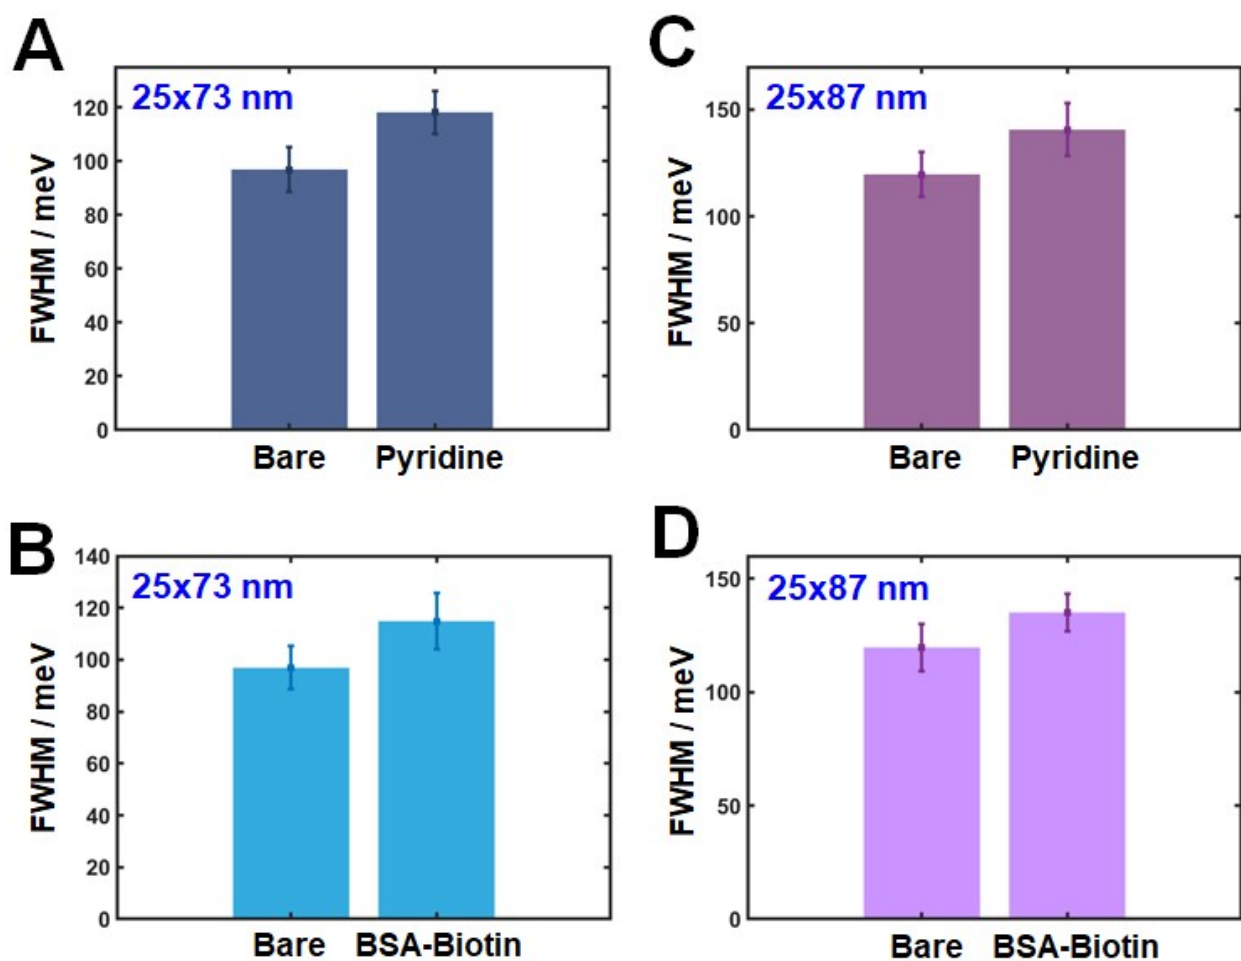 A
25x73 nm
FWHM / meV
120
100
80
60
40
20
0
Bare Pyridine
C
25x87 nm
FWHM / meV
150
100
50
0
Bare Pyridine
B
25x73 nm
FWHM / meV
140
120
100
80
60
40
20
0
Bare BSA-Biotin
D
25x87 nm
FWHM / meV
150
100
50
0
Bare BSA-Biotin